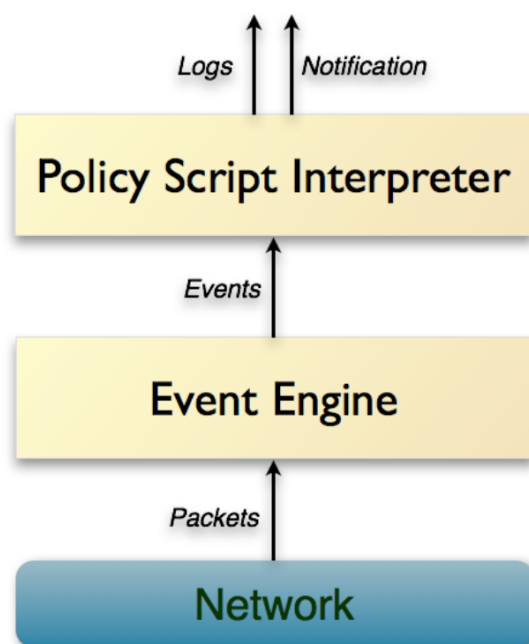 Logs
Notification
Policy Script Interpreter
Events
Event Engine
Packets
Network